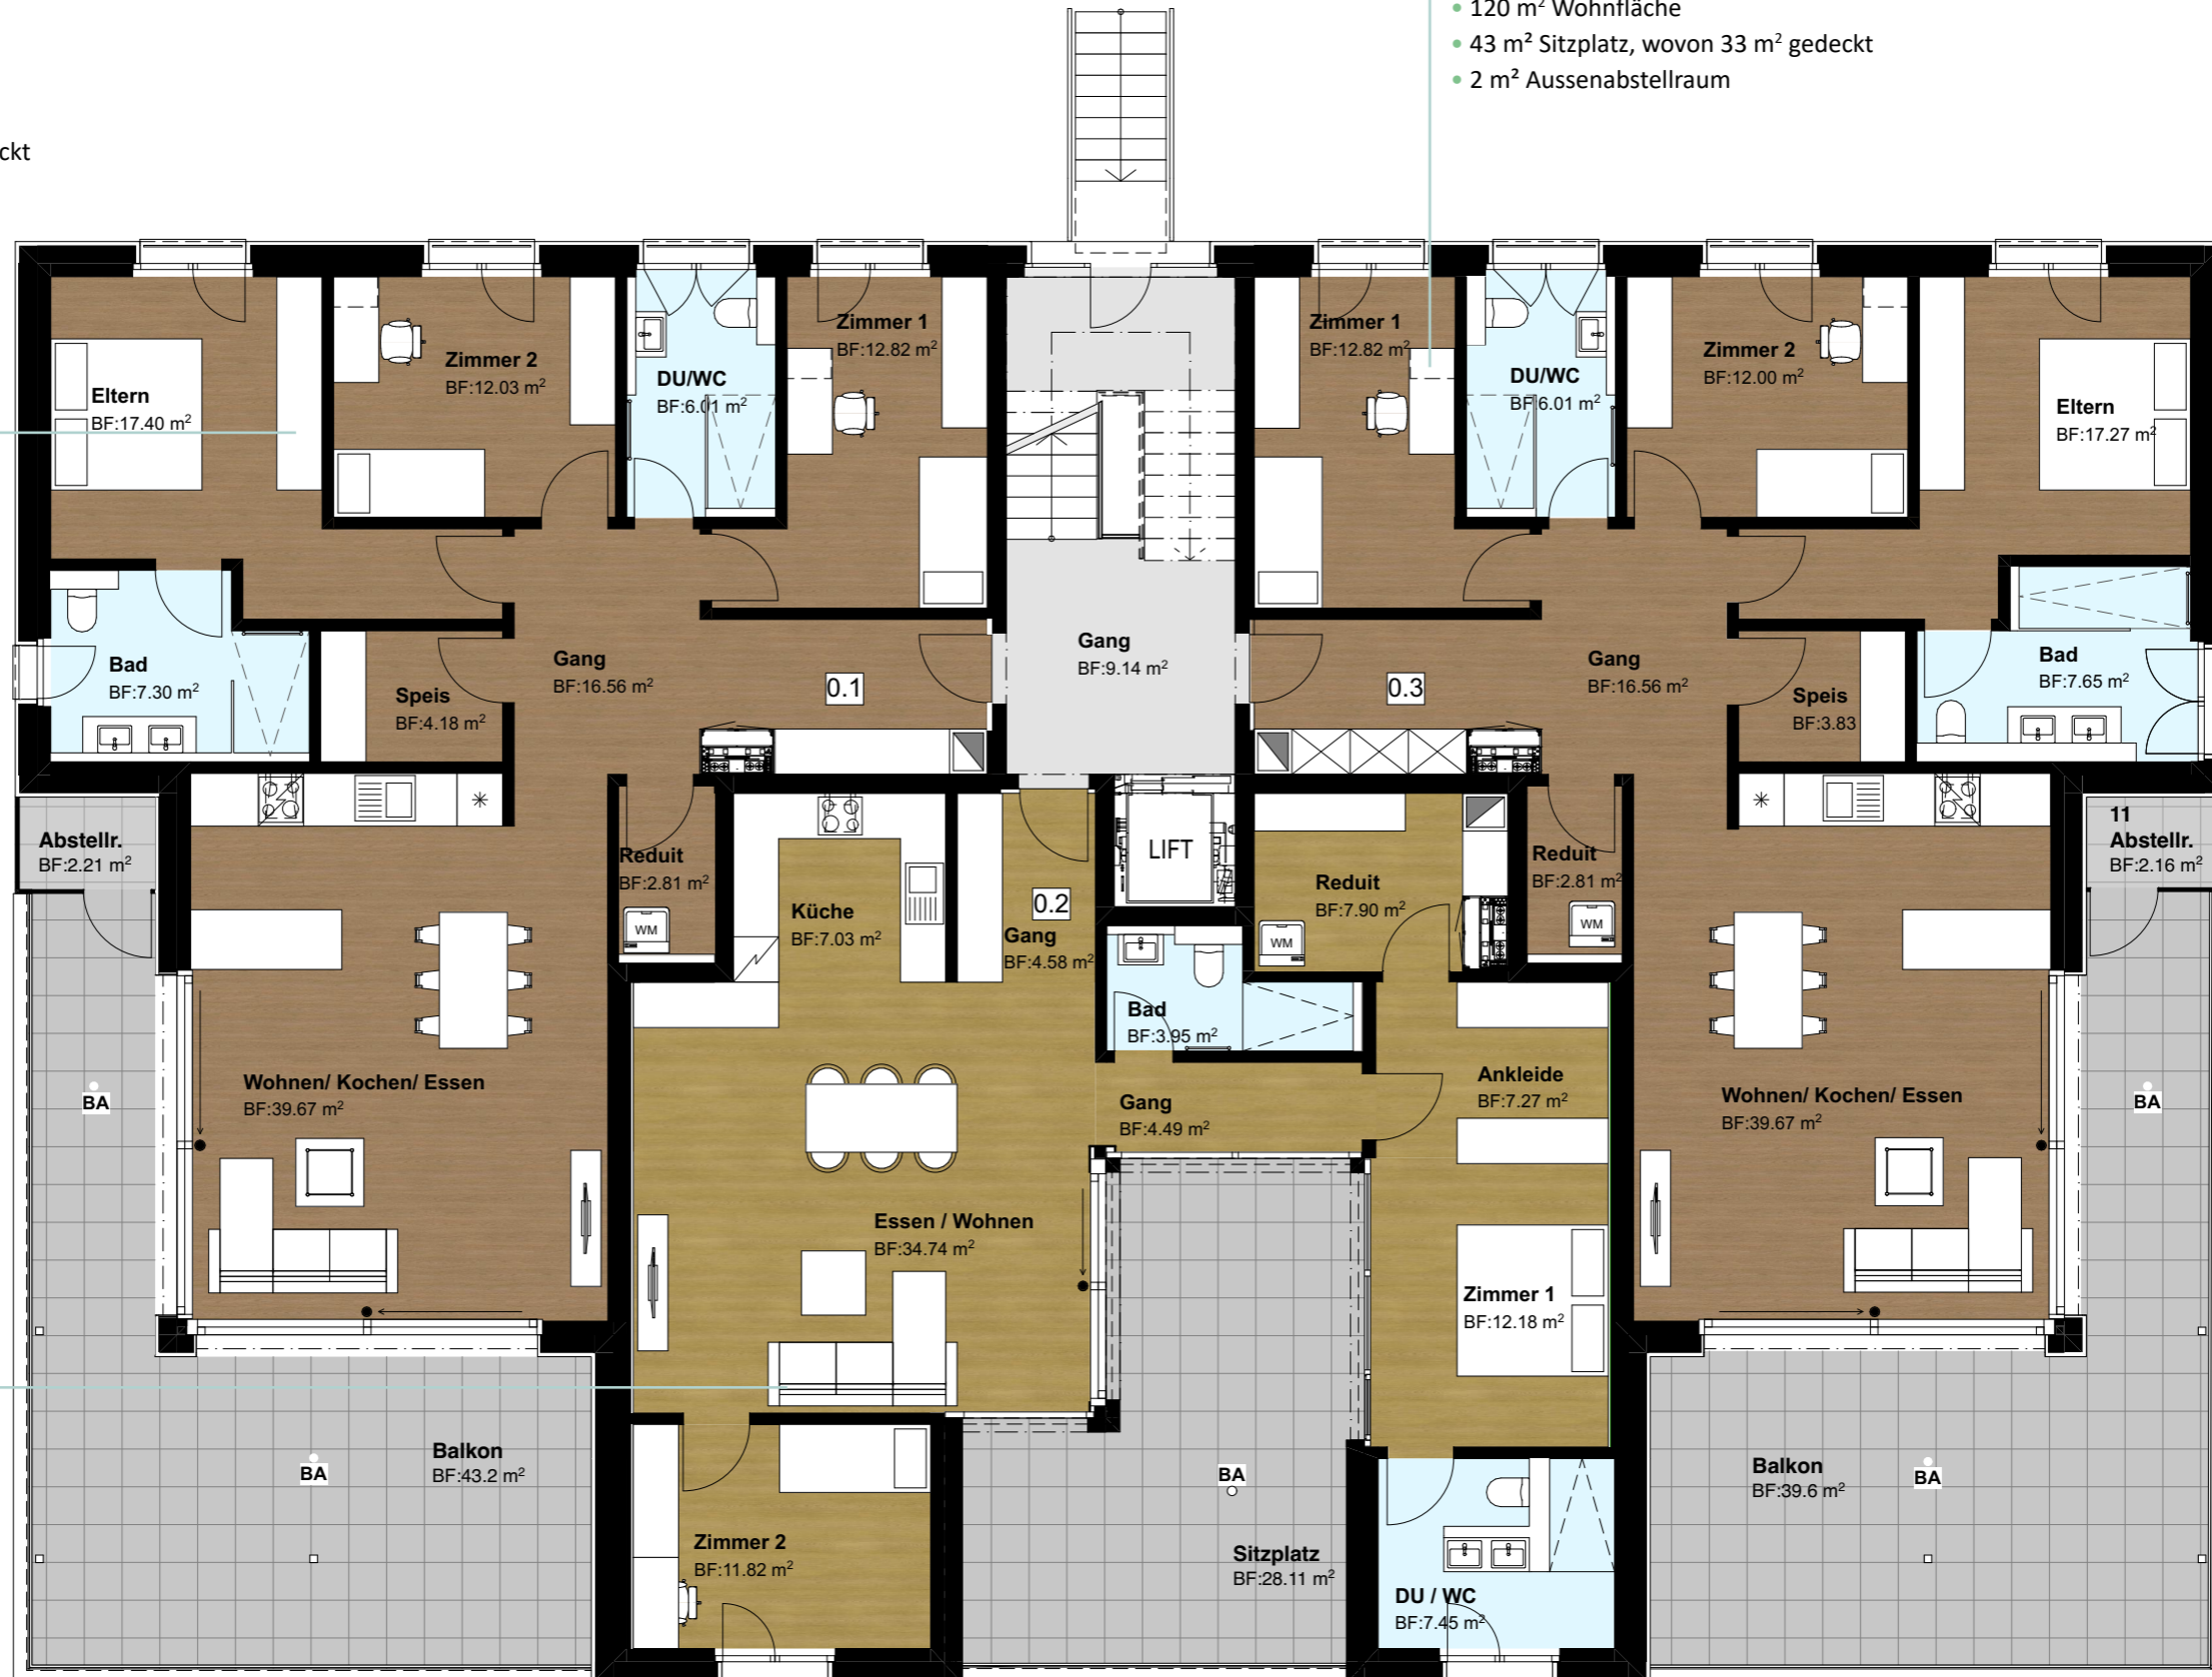 • 120 m² Wohnfläche
• 43 m² Sitzplatz, wovon 33 m² gedeckt
• 2 m² Aussenabstellraum
ckt
Eltern
BF:17.40 m²
Zimmer 2
BF:12.03 m²
DU/WC
BF:6.01 m²
Zimmer 1
BF:12.82 m²
Zimmer 1
BF:12.82 m²
DU/WC
BF:6.01 m²
Zimmer 2
BF:12.00 m²
Eltern
BF:17.27 m²
Bad
BF:7.30 m²
Speis
BF:4.18 m²
Gang
BF:16.56 m²
0.1
Gang
BF:9.14 m²
0.3
Gang
BF:16.56 m²
Speis
BF:3.83
Bad
BF:7.65 m²
Abstellr.
BF:2.21 m²
Reduit
BF:2.81 m²
WM
Küche
BF:7.03 m²
0.2
Gang
BF:4.58 m²
LIFT
Reduit
BF:7.90 m²
WM
Reduit
BF:2.81 m²
WM
11
Abstellr.
BF:2.16 m²
Bad
BF:3.95 m²
BA
Wohnen/ Kochen/ Essen
BF:39.67 m²
Gang
BF:4.49 m²
Ankleide
BF:7.27 m²
Wohnen/ Kochen/ Essen
BF:39.67 m²
BA
Essen / Wohnen
BF:34.74 m²
Zimmer 1
BF:12.18 m²
BA
Balkon
BF:43.2 m²
BA
Balkon
BF:39.6 m²
BA
Zimmer 2
BF:11.82 m²
Sitzplatz
BF:28.11 m²
DU / WC
BF:7.45 m²